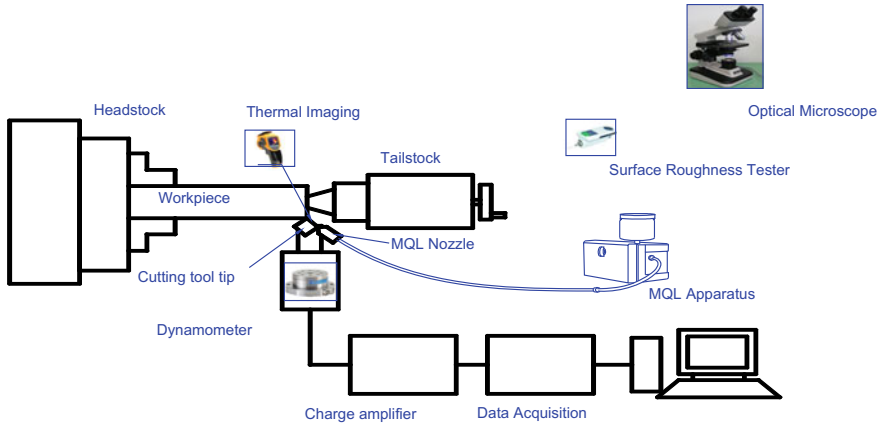 Headstock
Thermal Imaging
Optical Microscope
Tailstock
Surface Roughness Tester
Workpiece
MQL Nozzle
Cutting tool tip
MQL Apparatus
Dynamometer
Charge amplifier
Data Acquisition